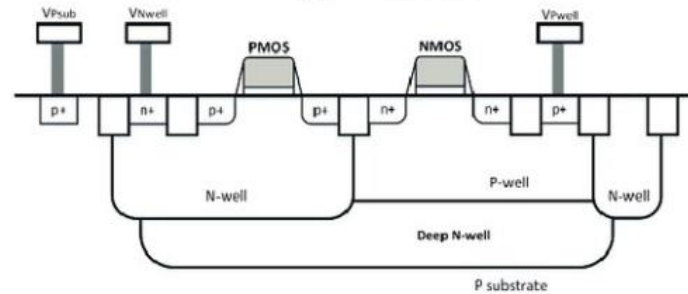 VPsub VNwell VPwell
PMOS NMOS
p+ n+ p+ p+ n+ n+ p+
N-well P-well N-well
Deep N-well
P substrate